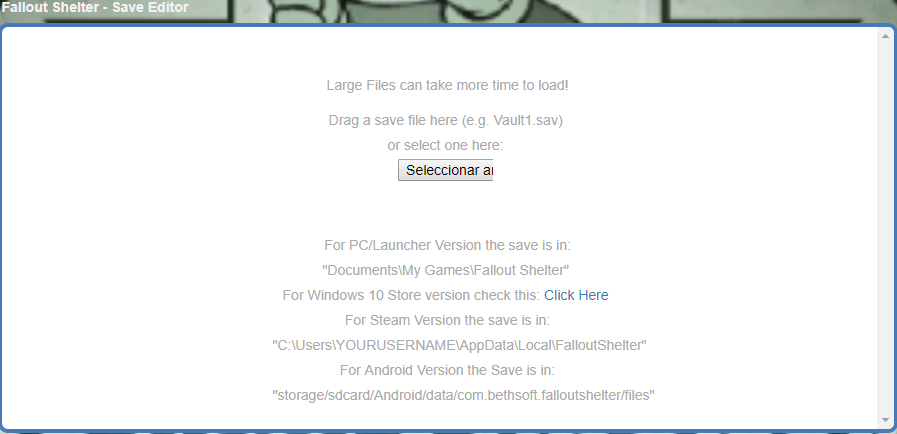 Fallout Shelter - Save Editor
Large Files can take more time to load!
Drag a save file here (e.g. Vault1.sav)
or select one here:
Seleccionar ar
For PC/Launcher Version the save is in:
"Documents\My Games\Fallout Shelter"
For Windows 10 Store version check this: Click Here
For Steam Version the save is in:
"C:\Users\YOURUSERNAME\AppData\Local\FalloutShelter"
For Android Version the Save is in:
"storage/sdcard/Android/data/com.bethsoft.falloutshelter/files"